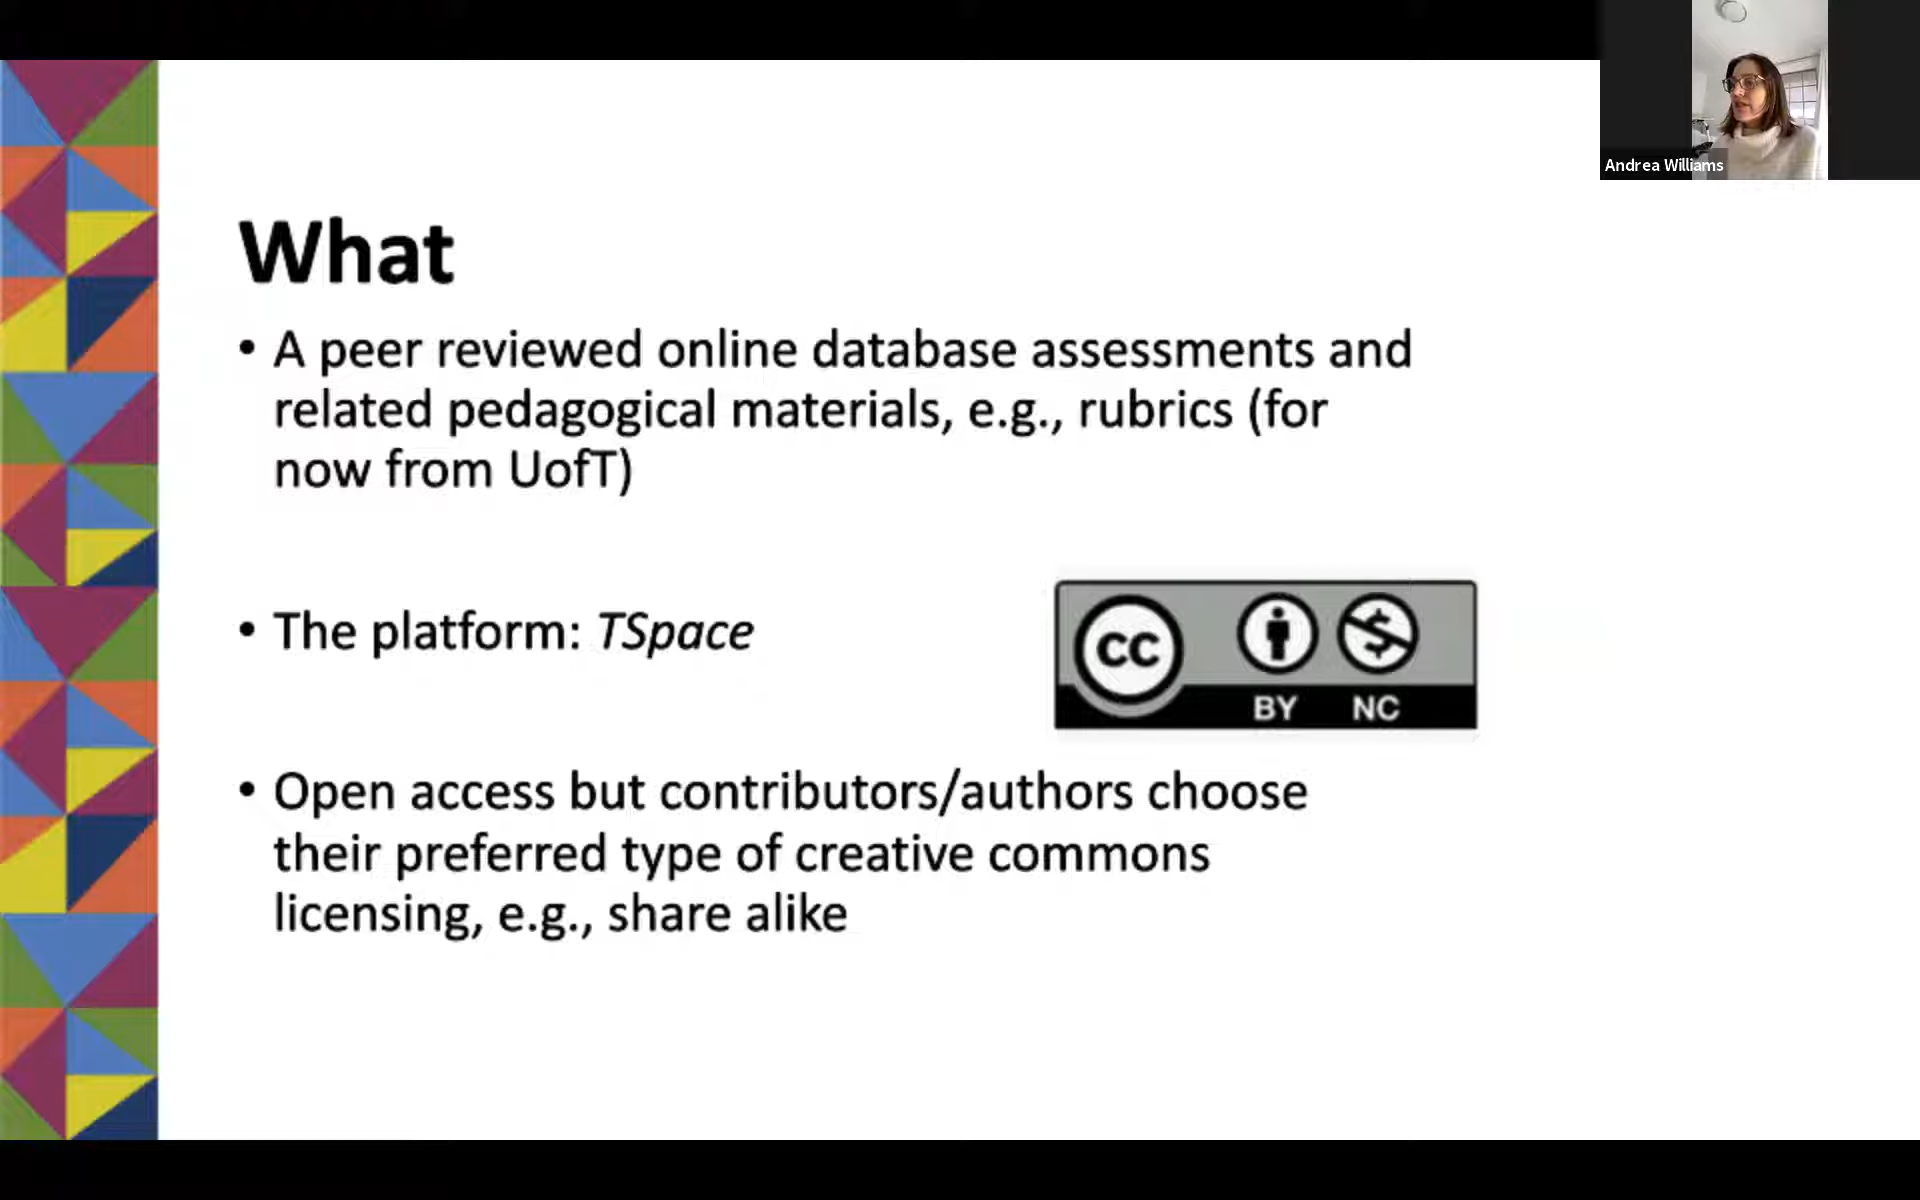 Andrea Williams
What
• A peer reviewed online database assessments and
related pedagogical materials, e.g., rubrics (for
now from UofT)
• The platform: TSpace
cc
BY NC
• Open access but contributors/authors choose
their preferred type of creative commons
licensing, e.g., share alike